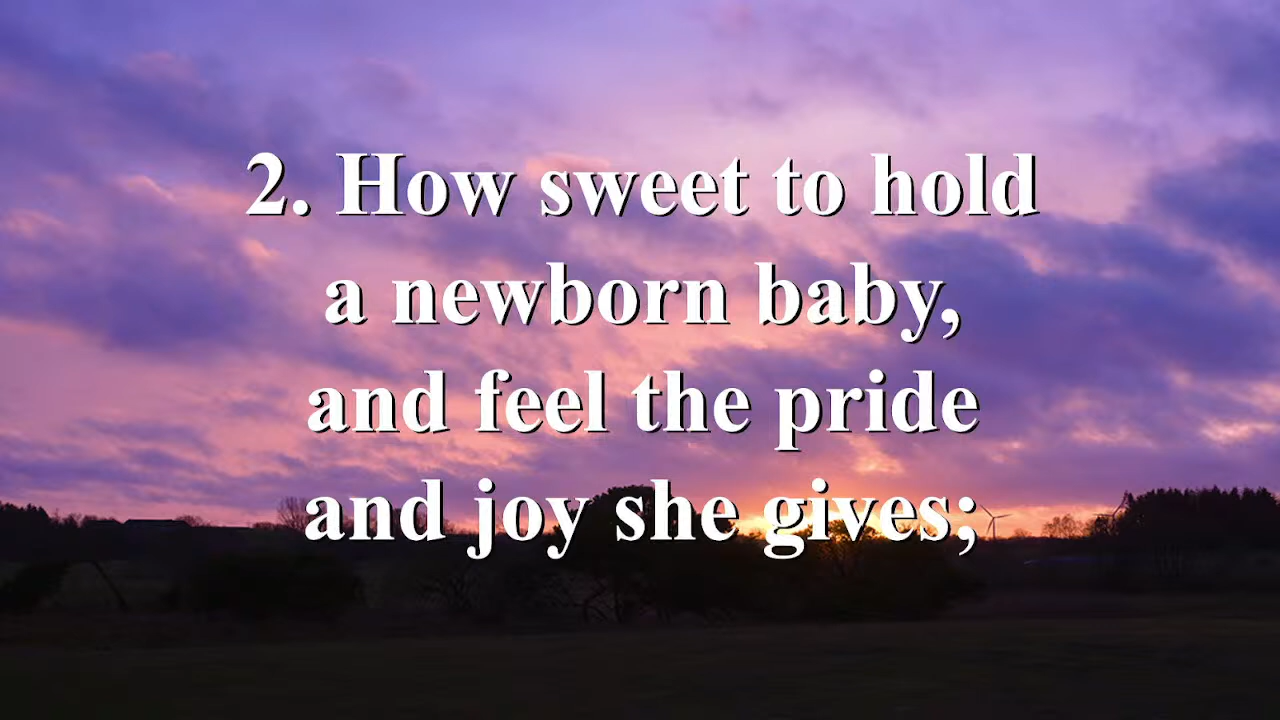 2. How sweet to hold
a newborn baby,
and feel the pride
and joy she gives;